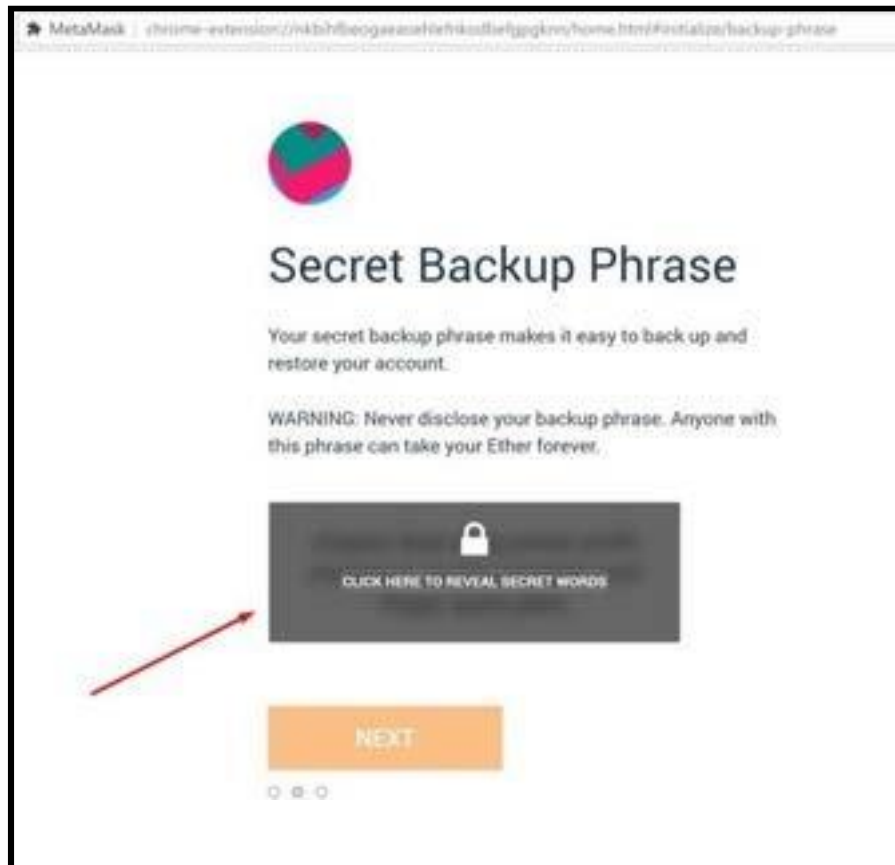 MetaMask
Secret Backup Phrase
Your secret backup phrase makes it easy to back up and
restore your account.
WARNING: Never disclose your backup phrase. Anyone with
this phrase can take your Ether forever.
CLICK HERE TO REVEAL SECRET WORDS
NEXT